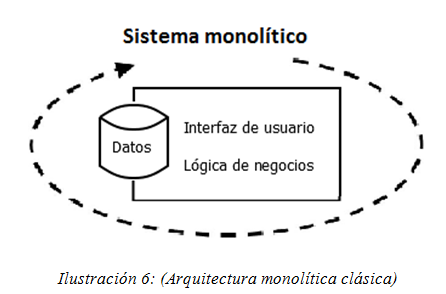 Sistema monolítico
Interfaz de usuario
Datos
Lógica de negocios
Ilustración 6: (Arquitectura monolítica clásica)